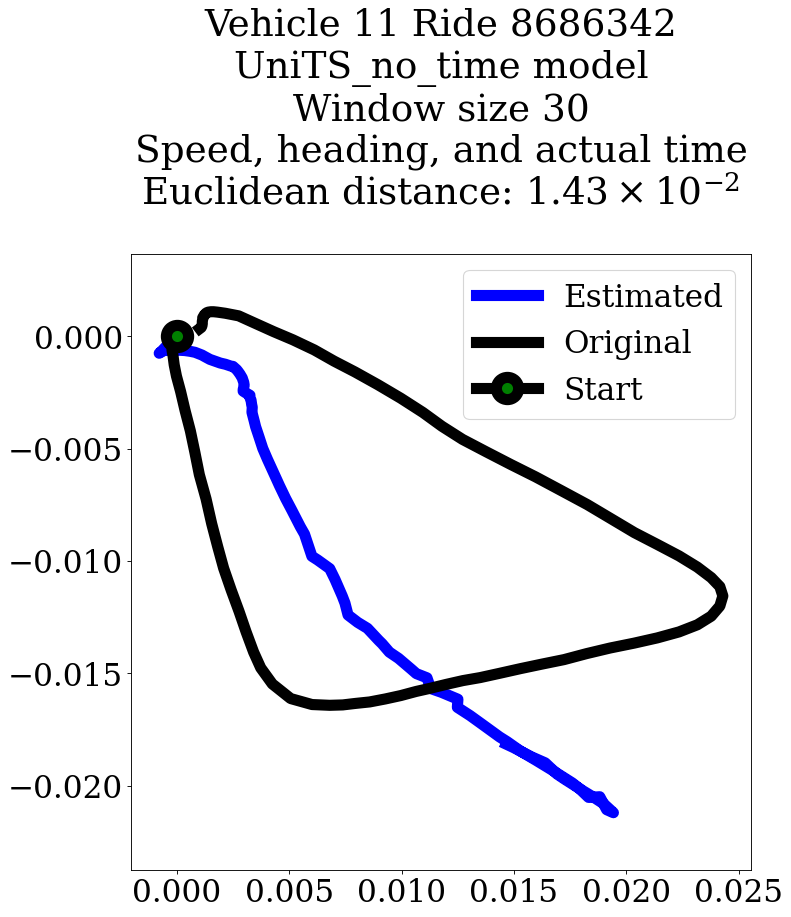 Vehicle 11 Ride 8686342
UniTS_no_time model
Window size 30
Speed, heading, and actual time
Euclidean distance: 1.43 × 10⁻²
Estimated
Original
Start
0.000
−0.005
−0.010
−0.015
−0.020
0.000 0.005 0.010 0.015 0.020 0.025